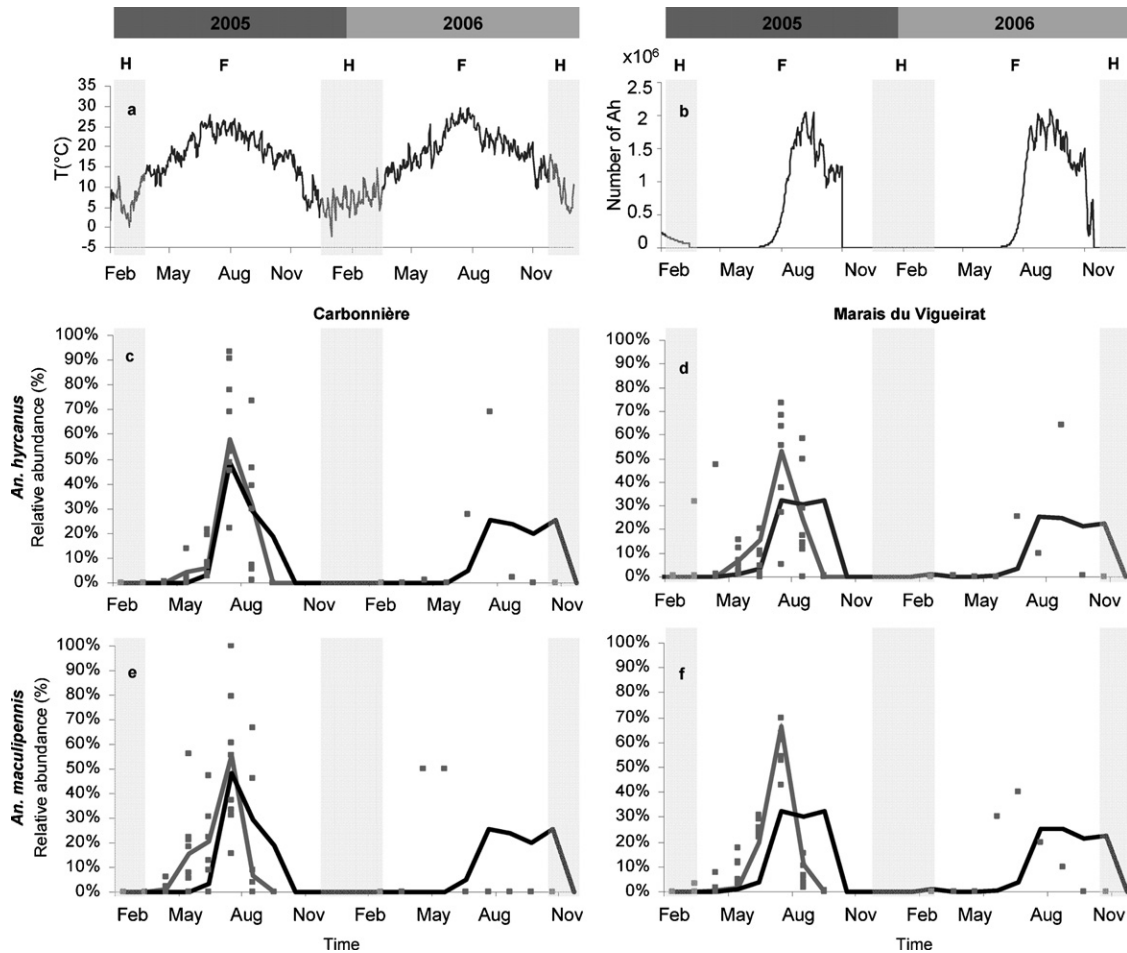 2005 2006 2005 2006
H F H F H x10⁶ H F H F H
a
35
30
25
20
15
10
5
0
-5
T(°C)
Feb May Aug Nov Feb May Aug Nov
b
2.5
2
1.5
1
0.5
0
Number of Ah
Feb May Aug Nov Feb May Aug Nov
Carbonnière Marais du Vigueirat
c
100%
90%
80%
70%
60%
50%
40%
30%
20%
10%
0%
An. hyrcanus
Relative abundance (%)
Feb May Aug Nov Feb May Aug Nov
d
100%
90%
80%
70%
60%
50%
40%
30%
20%
10%
0%
Feb May Aug Nov Feb May Aug Nov
e
100%
90%
80%
70%
60%
50%
40%
30%
20%
10%
0%
An. maculipennis
Relative abundance (%)
Feb May Aug Nov Feb May Aug Nov
Time
f
100%
90%
80%
70%
60%
50%
40%
30%
20%
10%
0%
Feb May Aug Nov Feb May Aug Nov
Time